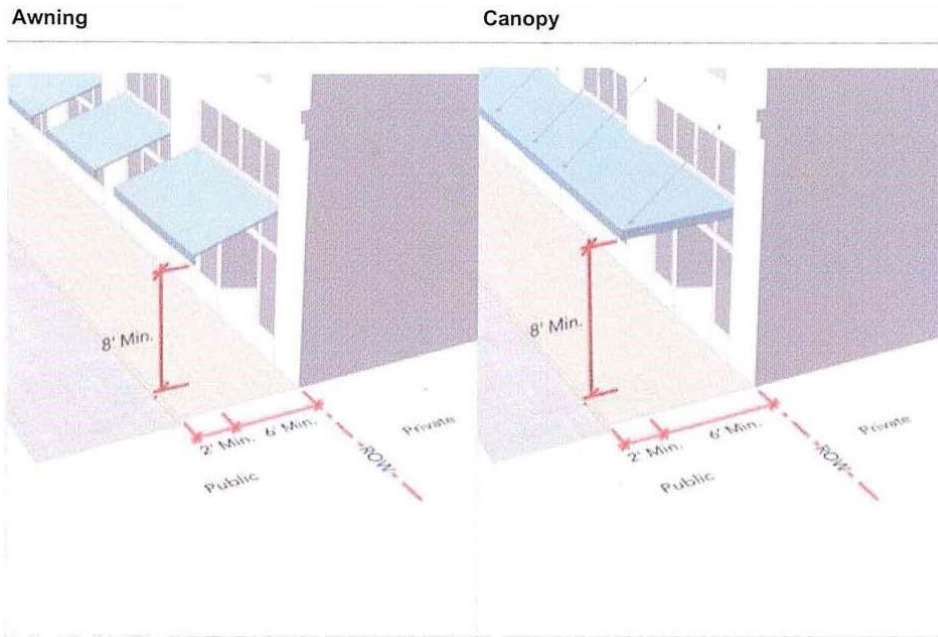 Awning
Canopy
8' Min.
2' Min. 6' Min.
ROW
Private
Public
8' Min.
2' Min. 6' Min.
ROW
Private
Public